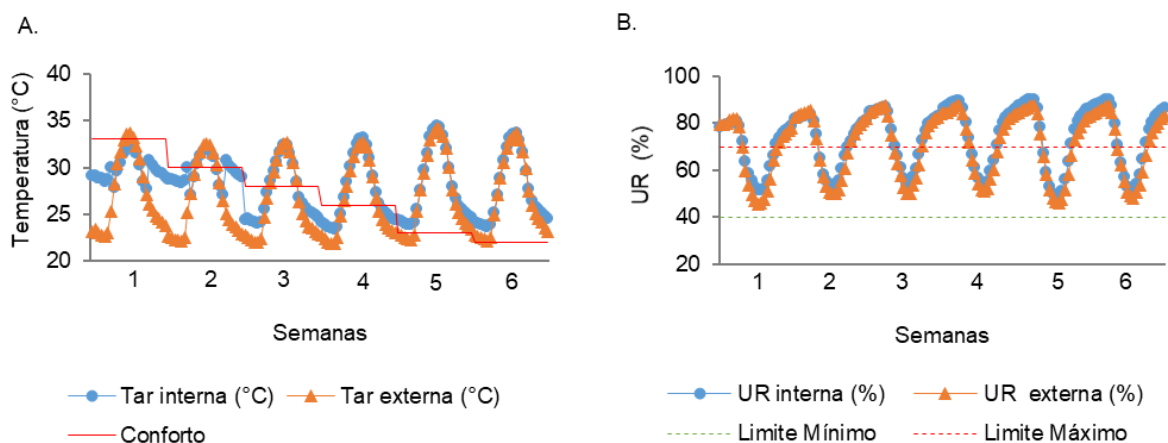 A.
Temperatura (°C)
40
35
30
25
20
1 2 3 4 5 6
Semanas
Tar interna (°C) Tar externa (°C)
Conforto
B.
UR (%)
100
80
60
40
20
1 2 3 4 5 6
Semanas
UR interna (%) UR externa (%)
Limite Mínimo Limite Máximo